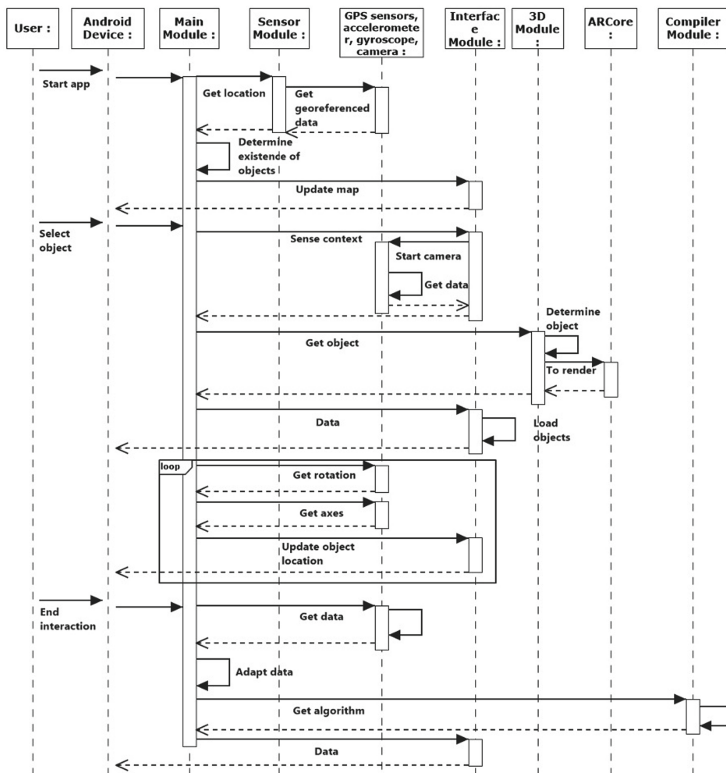 User :
Android
Device :
Main
Module :
Sensor
Module :
GPS sensors,
acceleromete
r, gyroscope,
camera :
Interfac
e
Module :
3D
Module
:
ARCore :
Compiler
Module :
Start app
Get location
Get
georeferenced
data
Determine
existence of
objects
Update map
Select
object
Sense context
Start camera
Get data
Determine
object
Get object
To render
Data
Load
objects
loop
Get rotation
Get axes
Update object
location
End
interaction
Get data
Adapt data
Get algorithm
Data